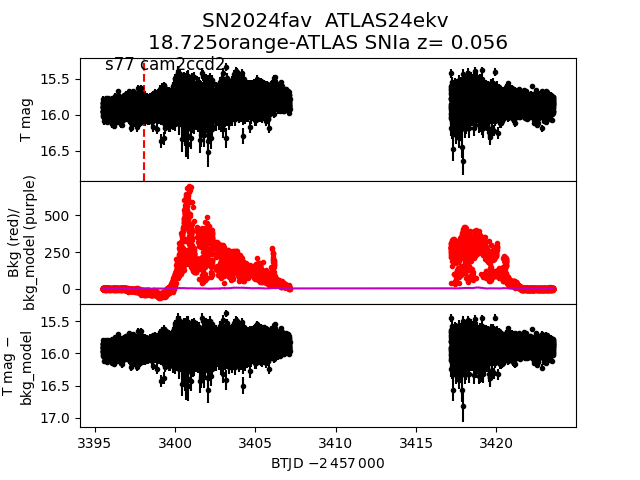 SN2024fav ATLAS24ekv
18.725orange-ATLAS SNIa z= 0.056
s77 cam2ccd2
15.5
16.0
16.5
T mag
500
250
0
Bkg (red)/
bkg_model (purple)
15.5
16.0
16.5
17.0
T mag −
bkg_model
3395 3400 3405 3410 3415 3420
BTJD −2 457 000